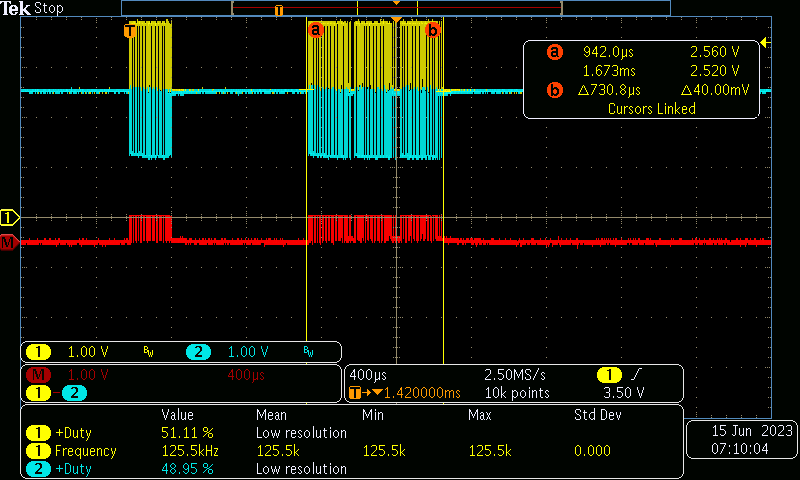 Tek Stop
T
T a b
a 942.0µs 2.560 V
1.673ms 2.520 V
b △730.8µs △40.00mV
Cursors Linked
1
M
1 1.00 V BW 2 1.00 V BW
M 1.00 V 400µs
1 - 2
400µs 2.50MS/s 1
T→▼1.420000ms 10k points 3.50 V
Value Mean Min Max Std Dev
1 +Duty 51.11 % Low resolution
1 Frequency 125.5kHz 125.5k 125.5k 125.5k 0.000
2 +Duty 48.95 % Low resolution
15 Jun 2023
07:10:04